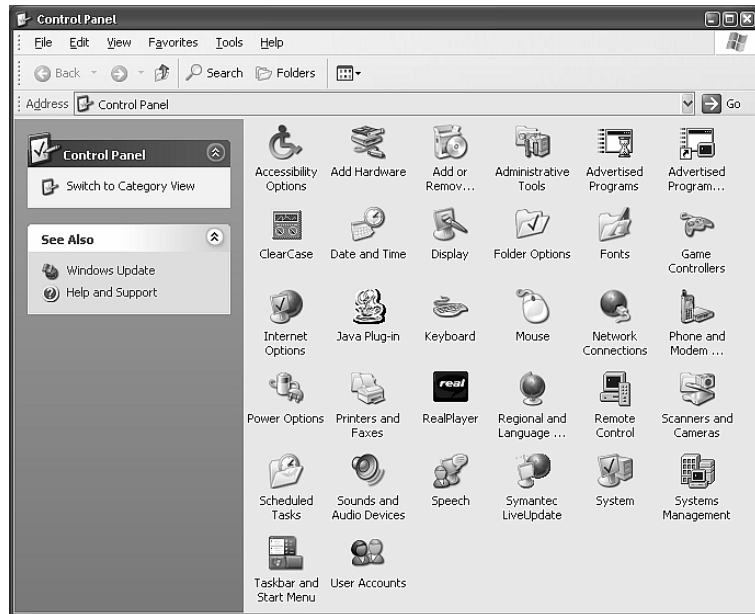 Control Panel
File Edit View Favorites Tools Help
Back Search Folders
Address Control Panel Go
Control Panel
Switch to Category View
See Also
Windows Update
Help and Support
Accessibility Options
Add Hardware
Add or Remov...
Administrative Tools
Advertised Programs
Advertised Program...
ClearCase
Date and Time
Display
Folder Options
Fonts
Game Controllers
Internet Options
Java Plug-in
Keyboard
Mouse
Network Connections
Phone and Modem ...
Power Options
Printers and Faxes
real
RealPlayer
Regional and Language ...
Remote Control
Scanners and Cameras
Scheduled Tasks
Sounds and Audio Devices
Speech
Symantec LiveUpdate
System
Systems Management
Taskbar and Start Menu
User Accounts